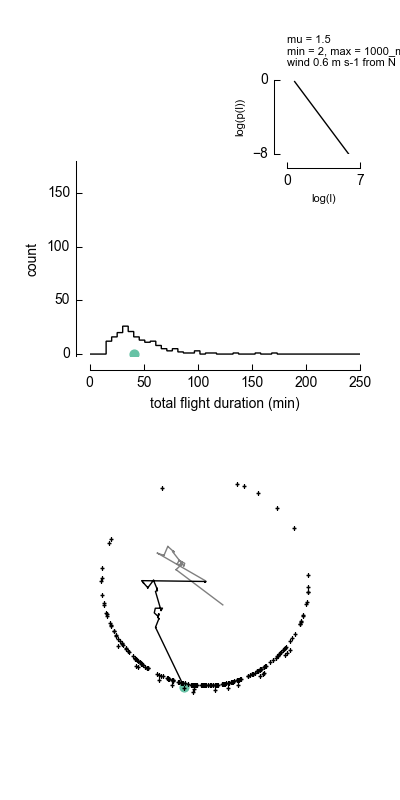 mu = 1.5
min = 2, max = 1000_m
wind 0.6 m s-1 from N
0
log(p(l))
−8
0 7
log(l)
150
100
count
50
0
0 50 100 150 200 250
total flight duration (min)